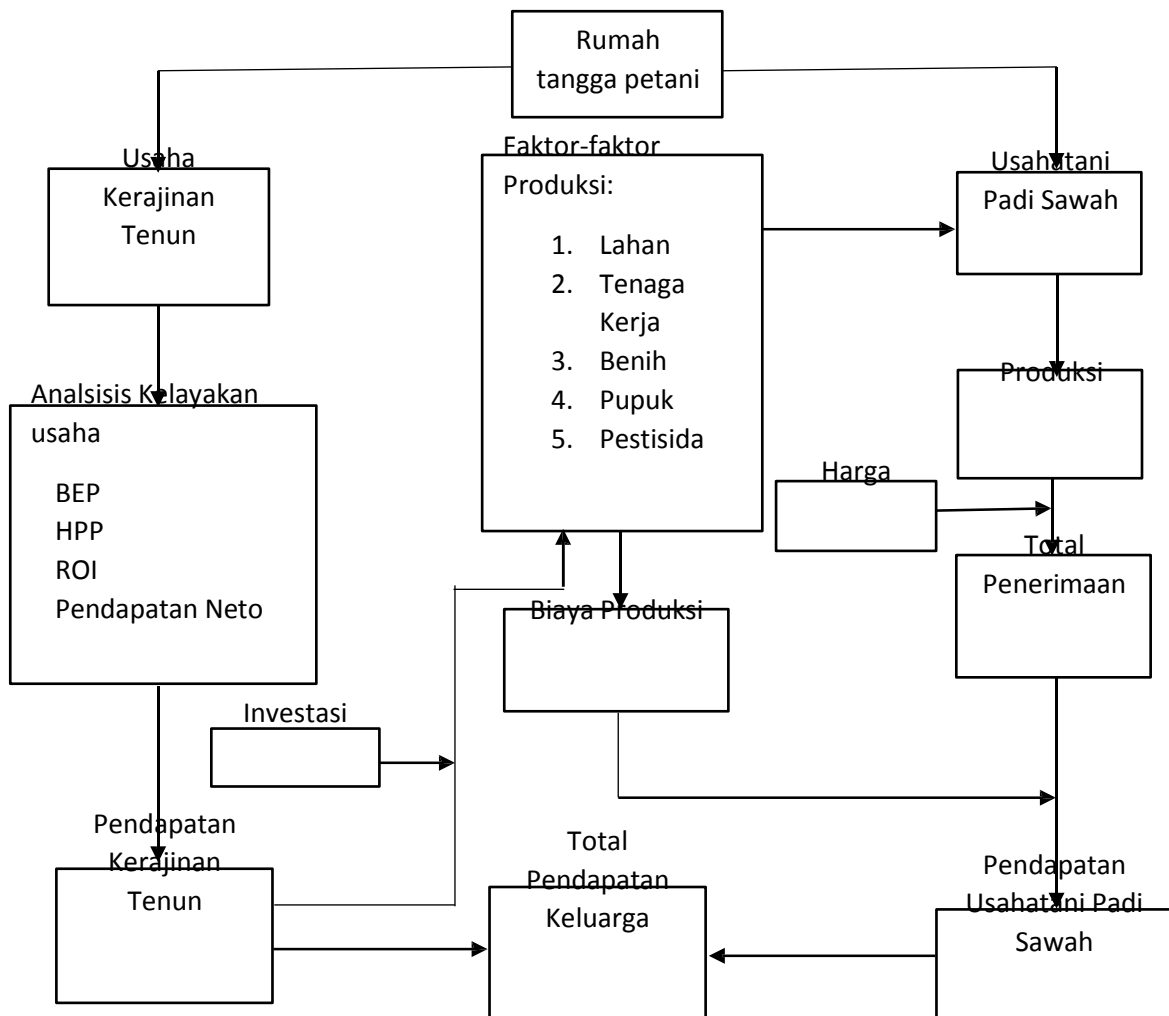 Rumah
tangga petani
Usaha
Kerajinan
Tenun
Faktor-faktor
Produksi:
1. Lahan
2. Tenaga
Kerja
3. Benih
4. Pupuk
5. Pestisida
Usahatani
Padi Sawah
Analsisis Kelayakan
usaha
BEP
HPP
ROI
Pendapatan Neto
Produksi
Harga
Total
Penerimaan
Biaya Produksi
Investasi
Pendapatan
Kerajinan
Tenun
Total
Pendapatan
Keluarga
Pendapatan
Usahatani Padi
Sawah